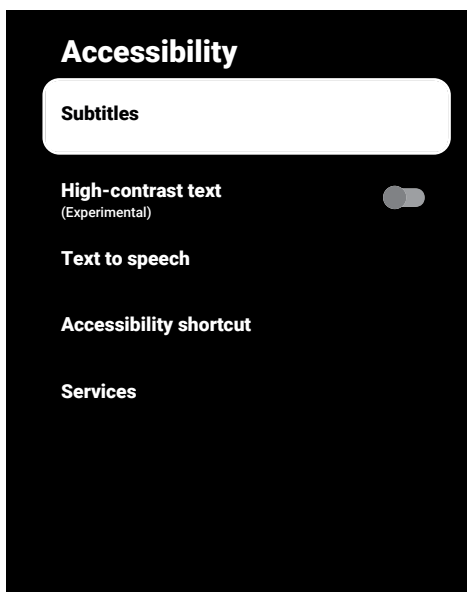 Accessibility
Subtitles
High-contrast text
(Experimental)
Text to speech
Accessibility shortcut
Services